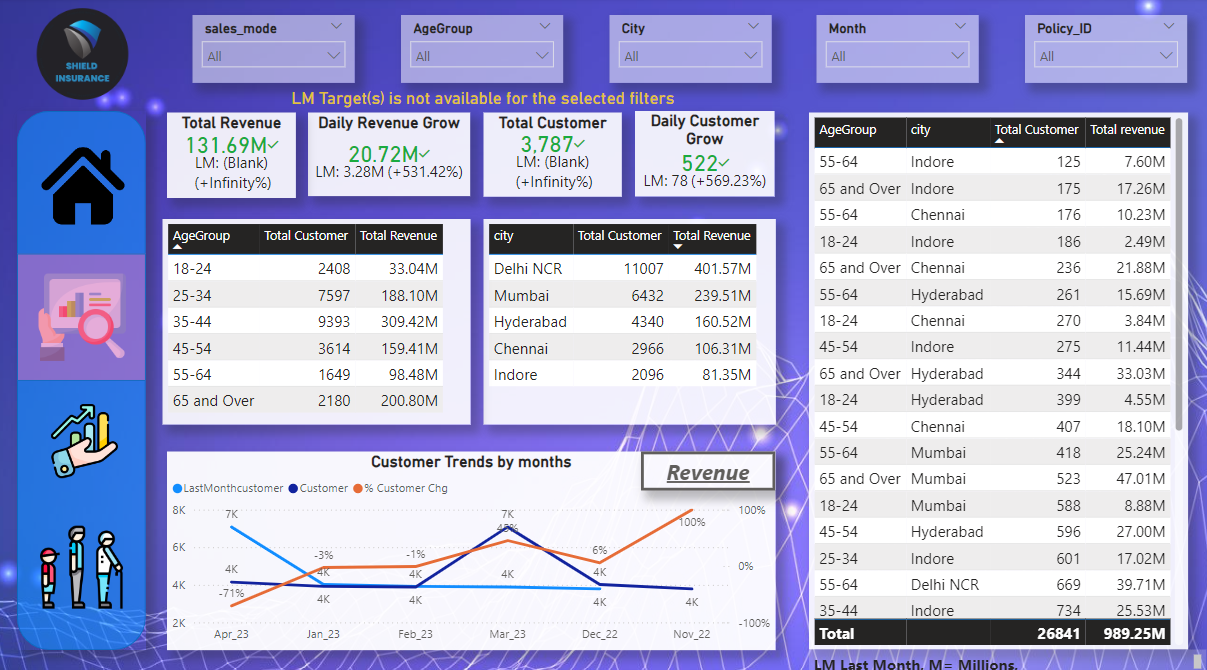 SHIELD
INSURANCE
sales_mode
All
AgeGroup
All
City
All
Month
All
Policy_ID
All
LM Target(s) is not available for the selected filters
Total Revenue
131.69M
LM: (Blank)
(+Infinity%)
Daily Revenue Grow
20.72M
LM: 3.28M (+531.42%)
Total Customer
3,787
LM: (Blank)
(+Infinity%)
Daily Customer
Grow
522
LM: 78 (+569.23%)
AgeGroup Total Customer Total Revenue
18-24 2408 33.04M
25-34 7597 188.10M
35-44 9393 309.42M
45-54 3614 159.41M
55-64 1649 98.48M
65 and Over 2180 200.80M
city Total Customer Total Revenue
Delhi NCR 11007 401.57M
Mumbai 6432 239.51M
Hyderabad 4340 160.52M
Chennai 2966 106.31M
Indore 2096 81.35M
AgeGroup city Total Customer Total revenue
55-64 Indore 125 7.60M
65 and Over Indore 175 17.26M
55-64 Chennai 176 10.23M
18-24 Indore 186 2.49M
65 and Over Chennai 236 21.88M
55-64 Hyderabad 261 15.69M
18-24 Chennai 270 3.84M
45-54 Indore 275 11.44M
65 and Over Hyderabad 344 33.03M
18-24 Hyderabad 399 4.55M
45-54 Chennai 407 18.10M
55-64 Mumbai 418 25.24M
65 and Over Mumbai 523 47.01M
18-24 Mumbai 588 8.88M
45-54 Hyderabad 596 27.00M
25-34 Indore 601 17.02M
55-64 Delhi NCR 669 39.71M
35-44 Indore 734 25.53M
Total 26841 989.25M
LM Last Month, M= Millions.
Customer Trends by months
Revenue
LastMonthcustomer Customer % Customer Chg
8K
6K
4K
2K
100%
0%
-100%
7K
4K
-71%
-3%
4K
4K
-1%
4K
4K
7K
45%
4K
6%
4K
4K
100%
4K
Apr_23 Jan_23 Feb_23 Mar_23 Dec_22 Nov_22